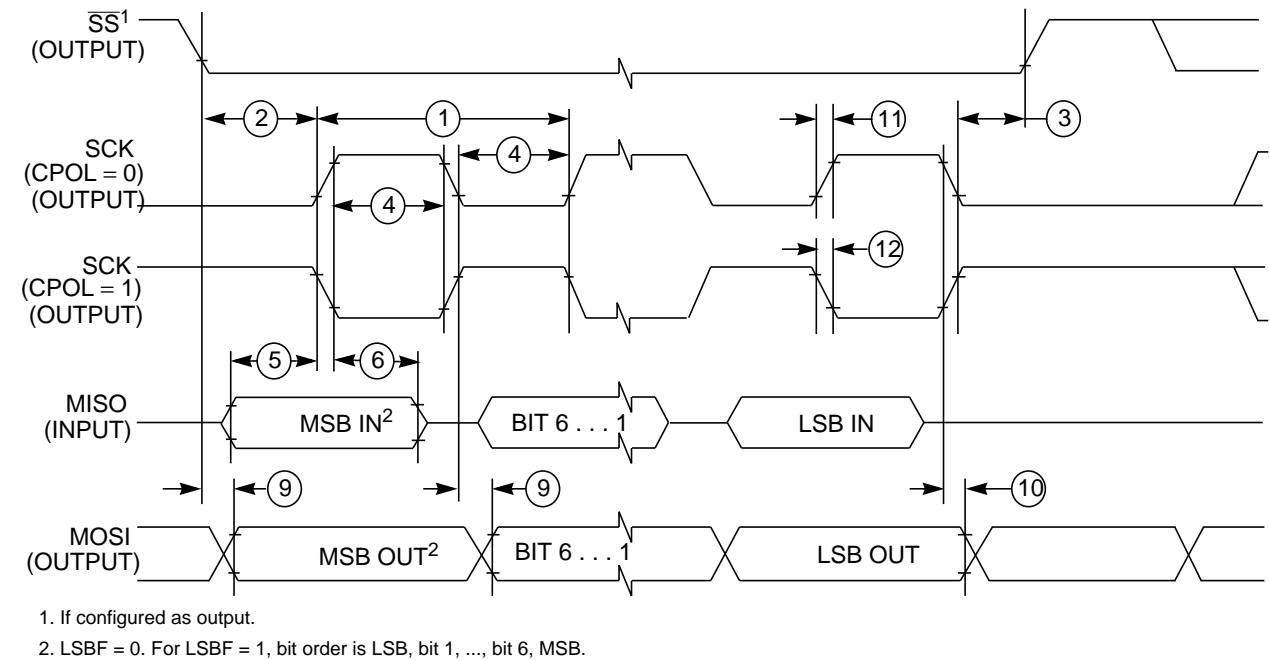 SS¹
(OUTPUT)
2
1
11
3
SCK
(CPOL = 0)
(OUTPUT)
4
4
12
SCK
(CPOL = 1)
(OUTPUT)
5
6
MISO
(INPUT)
MSB IN²
BIT 6 . . . 1
LSB IN
9
9
10
MOSI
(OUTPUT)
MSB OUT²
BIT 6 . . . 1
LSB OUT
1. If configured as output.
2. LSBF = 0. For LSBF = 1, bit order is LSB, bit 1, ..., bit 6, MSB.